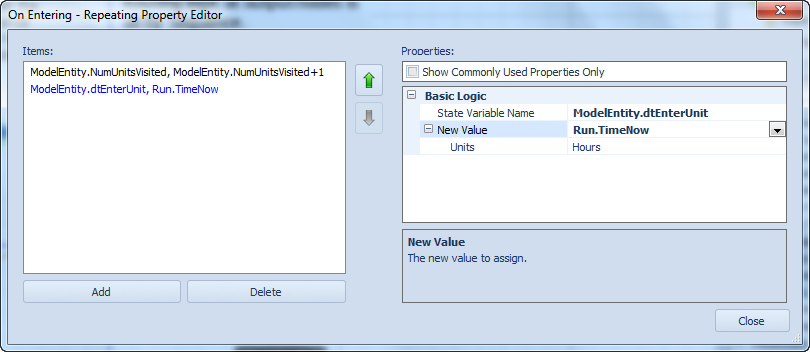 On Entering - Repeating Property Editor
Items:
ModelEntity.NumUnitsVisited, ModelEntity.NumUnitsVisited+1
ModelEntity.dtEnterUnit, Run.TimeNow
Add
Delete
Properties:
Show Commonly Used Properties Only
Basic Logic
State Variable Name ModelEntity.dtEnterUnit
New Value Run.TimeNow
Units Hours
New Value
The new value to assign.
Close